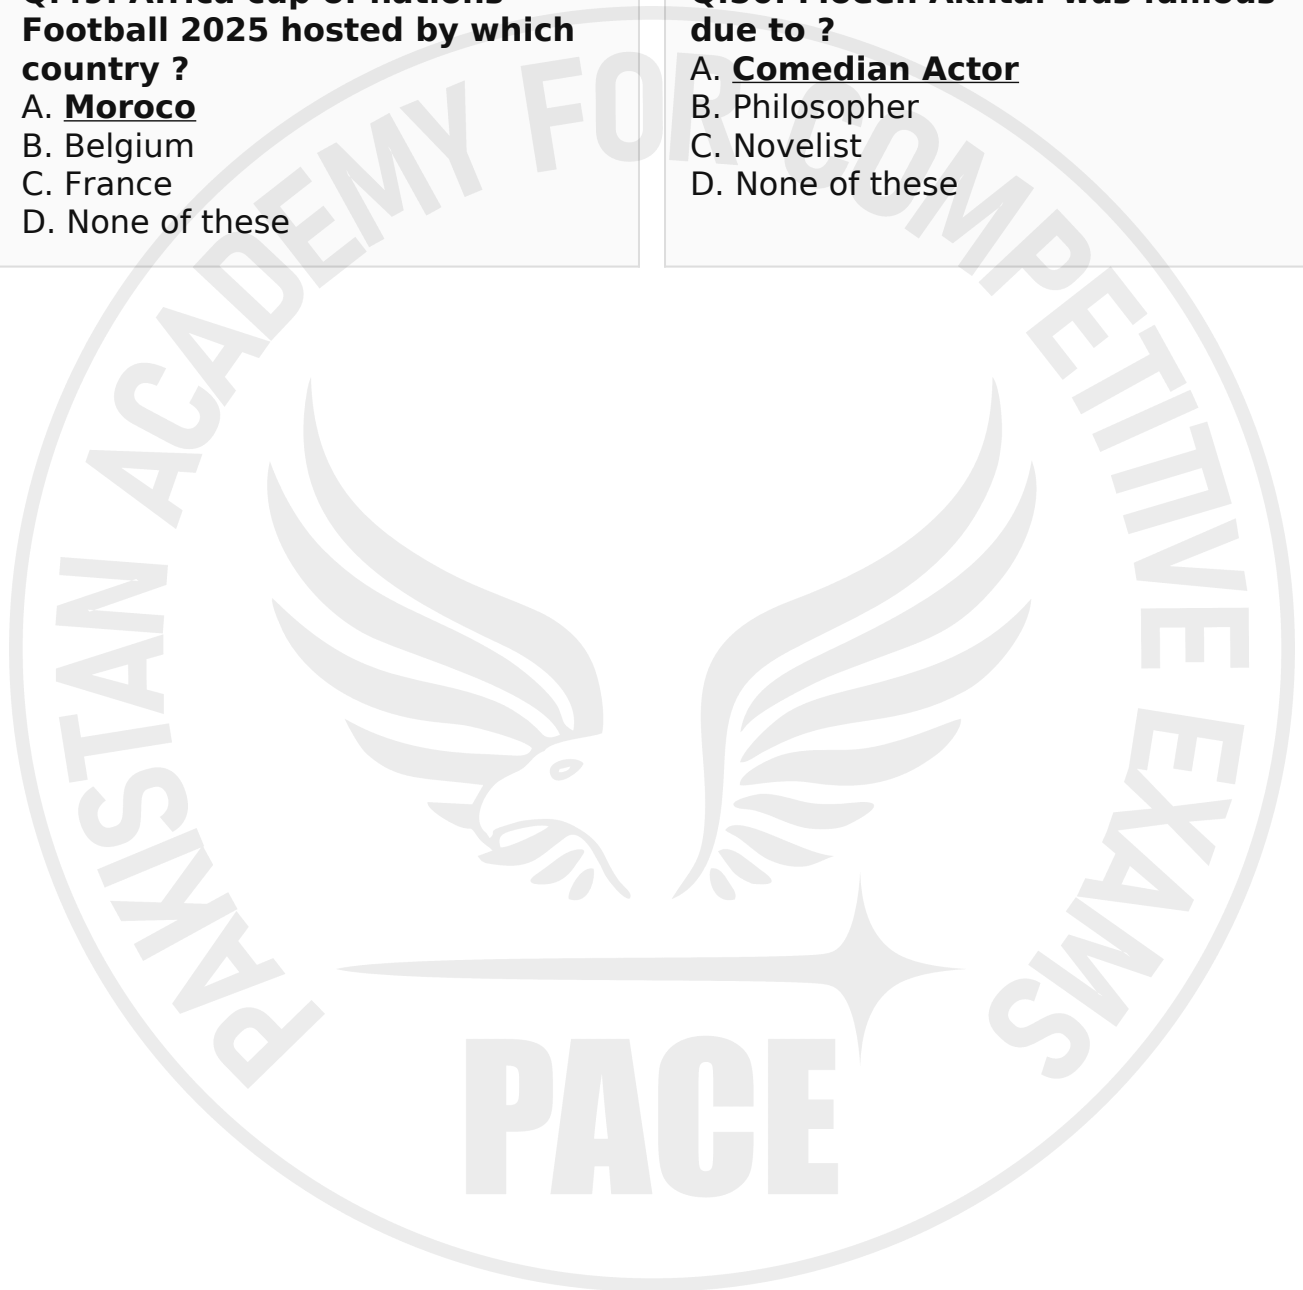 Football 2025 hosted by which
country ?
A. Moroco
B. Belgium
C. France
D. None of these
due to ?
A. Comedian Actor
B. Philosopher
C. Novelist
D. None of these
PAKISTAN ACADEMY FOR COMPETITIVE EXAMS
PACE